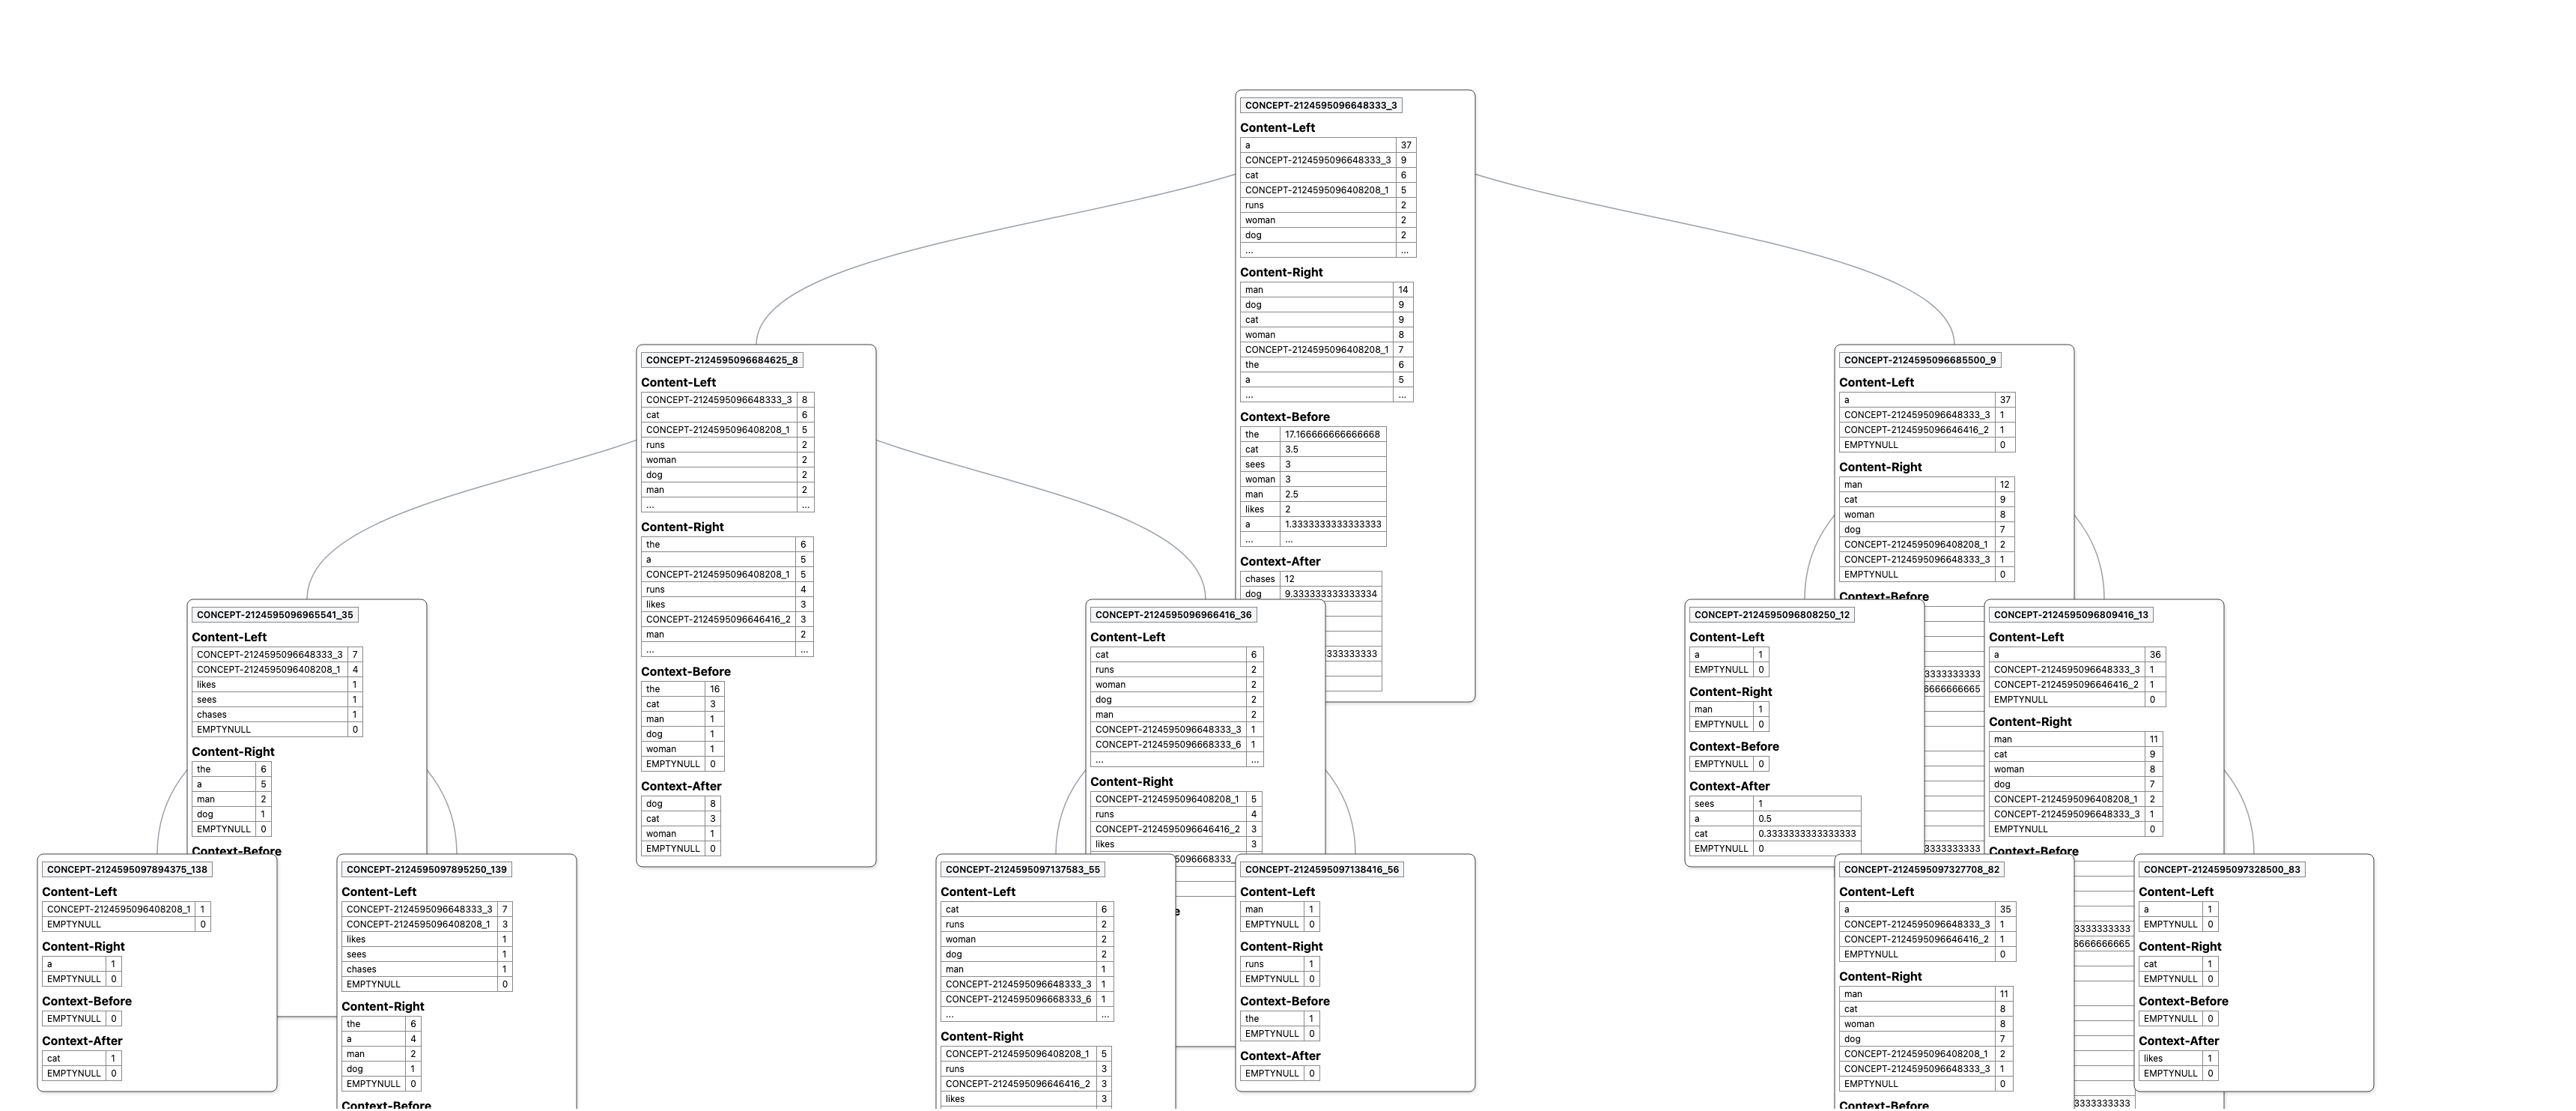 CONCEPT-2124595096648333_3
Content-Left
a 37
CONCEPT-2124595096648333_3 9
cat 6
CONCEPT-2124595096408208_1 5
runs 2
woman 2
dog 2
... ...
Content-Right
man 14
dog 9
cat 9
woman 8
CONCEPT-2124595096408208_1 7
the 6
a 5
... ...
Context-Before
the 17.166666666666668
cat 3.5
sees 3
woman 3
man 2.5
likes 2
a 1.3333333333333333
... ...
Context-After
chases 12
dog 9.333333333333334
333333333
CONCEPT-2124595096684625_8
Content-Left
CONCEPT-2124595096648333_3 8
cat 6
CONCEPT-2124595096408208_1 5
runs 2
woman 2
dog 2
man 2
... ...
Content-Right
the 6
a 5
CONCEPT-2124595096408208_1 5
runs 4
likes 3
CONCEPT-2124595096646416_2 3
man 2
... ...
Context-Before
the 16
cat 3
man 1
dog 1
woman 1
EMPTYNULL 0
Context-After
dog 8
cat 3
woman 1
EMPTYNULL 0
CONCEPT-2124595096685500_9
Content-Left
a 37
CONCEPT-2124595096648333_3 1
CONCEPT-2124595096646416_2 1
EMPTYNULL 0
Content-Right
man 12
cat 9
woman 8
dog 7
CONCEPT-2124595096408208_1 2
CONCEPT-2124595096648333_3 1
EMPTYNULL 0
Context-Before
3333333333
6666666665
3333333333
CONCEPT-2124595096965541_35
Content-Left
CONCEPT-2124595096648333_3 7
CONCEPT-2124595096408208_1 4
likes 1
sees 1
chases 1
EMPTYNULL 0
Content-Right
the 6
a 5
man 2
dog 1
EMPTYNULL 0
Context-Before
CONCEPT-2124595096966416_36
Content-Left
cat 6
runs 2
woman 2
dog 2
man 2
CONCEPT-2124595096648333_3 1
CONCEPT-2124595096668333_6 1
... ...
Content-Right
CONCEPT-2124595096408208_1 5
runs 4
CONCEPT-2124595096646416_2 3
likes 3
5096668333_
e
CONCEPT-2124595096808250_12
Content-Left
a 1
EMPTYNULL 0
Content-Right
man 1
EMPTYNULL 0
Context-Before
EMPTYNULL 0
Context-After
sees 1
a 0.5
cat 0.3333333333333333
EMPTYNULL 0
CONCEPT-2124595096809416_13
Content-Left
a 36
CONCEPT-2124595096648333_3 1
CONCEPT-2124595096646416_2 1
EMPTYNULL 0
Content-Right
man 11
cat 9
woman 8
dog 7
CONCEPT-2124595096408208_1 2
CONCEPT-2124595096648333_3 1
EMPTYNULL 0
Context-Before
3333333333
6666666665
3333333333
CONCEPT-2124595097894375_138
Content-Left
CONCEPT-2124595096408208_1 1
EMPTYNULL 0
Content-Right
a 1
EMPTYNULL 0
Context-Before
EMPTYNULL 0
Context-After
cat 1
EMPTYNULL 0
CONCEPT-2124595097895250_139
Content-Left
CONCEPT-2124595096648333_3 7
CONCEPT-2124595096408208_1 3
likes 1
sees 1
chases 1
EMPTYNULL 0
Content-Right
the 6
a 4
man 2
dog 1
EMPTYNULL 0
Context-Before
CONCEPT-2124595097137583_55
Content-Left
cat 6
runs 2
woman 2
dog 2
man 1
CONCEPT-2124595096648333_3 1
CONCEPT-2124595096668333_6 1
... ...
Content-Right
CONCEPT-2124595096408208_1 5
runs 3
CONCEPT-2124595096646416_2 3
likes 3
CONCEPT-2124595097138416_56
Content-Left
man 1
EMPTYNULL 0
Content-Right
runs 1
EMPTYNULL 0
Context-Before
the 1
EMPTYNULL 0
Context-After
EMPTYNULL 0
CONCEPT-2124595097327708_82
Content-Left
a 35
CONCEPT-2124595096648333_3 1
CONCEPT-2124595096646416_2 1
EMPTYNULL 0
Content-Right
man 11
cat 8
woman 8
dog 7
CONCEPT-2124595096408208_1 2
CONCEPT-2124595096648333_3 1
EMPTYNULL 0
Context-Before
CONCEPT-2124595097328500_83
Content-Left
a 1
EMPTYNULL 0
Content-Right
cat 1
EMPTYNULL 0
Context-Before
EMPTYNULL 0
Context-After
likes 1
EMPTYNULL 0